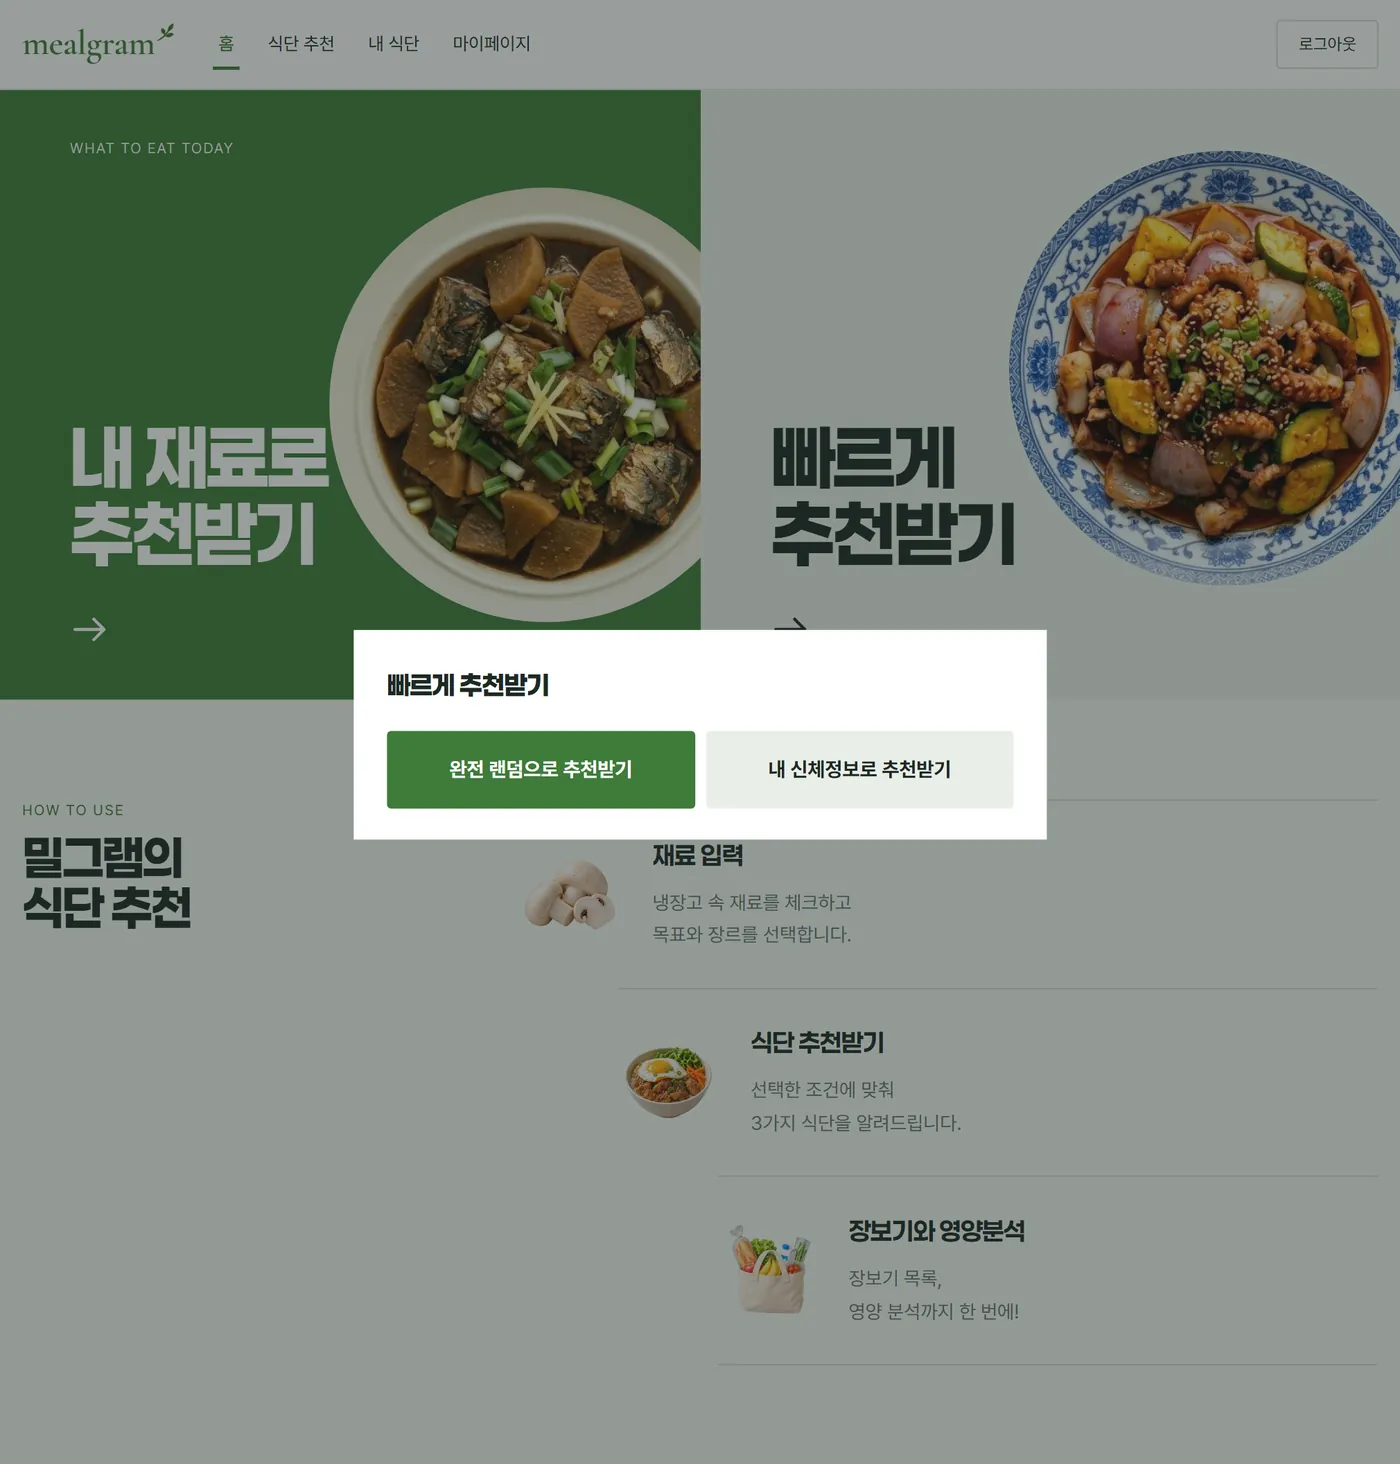 mealgram
홈
식단 추천
내 식단
마이페이지
로그아웃
WHAT TO EAT TODAY
내 재료로
추천받기
빠르게
추천받기
빠르게 추천받기
완전 랜덤으로 추천받기
내 신체정보로 추천받기
HOW TO USE
밀그램의
식단 추천
재료 입력
냉장고 속 재료를 체크하고
목표와 장르를 선택합니다.
식단 추천받기
선택한 조건에 맞춰
3가지 식단을 알려드립니다.
장보기와 영양분석
장보기 목록,
영양 분석까지 한 번에!